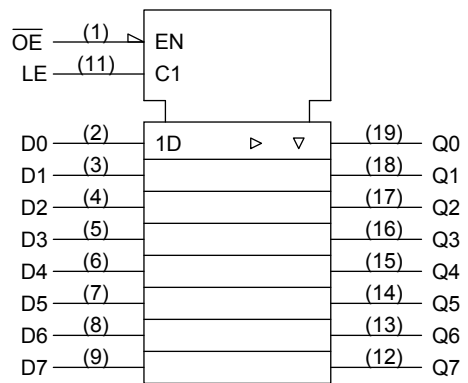 OE (1) EN
LE (11) C1
D0 (2) 1D (19) Q0
D1 (3) (18) Q1
D2 (4) (17) Q2
D3 (5) (16) Q3
D4 (6) (15) Q4
D5 (7) (14) Q5
D6 (8) (13) Q6
D7 (9) (12) Q7